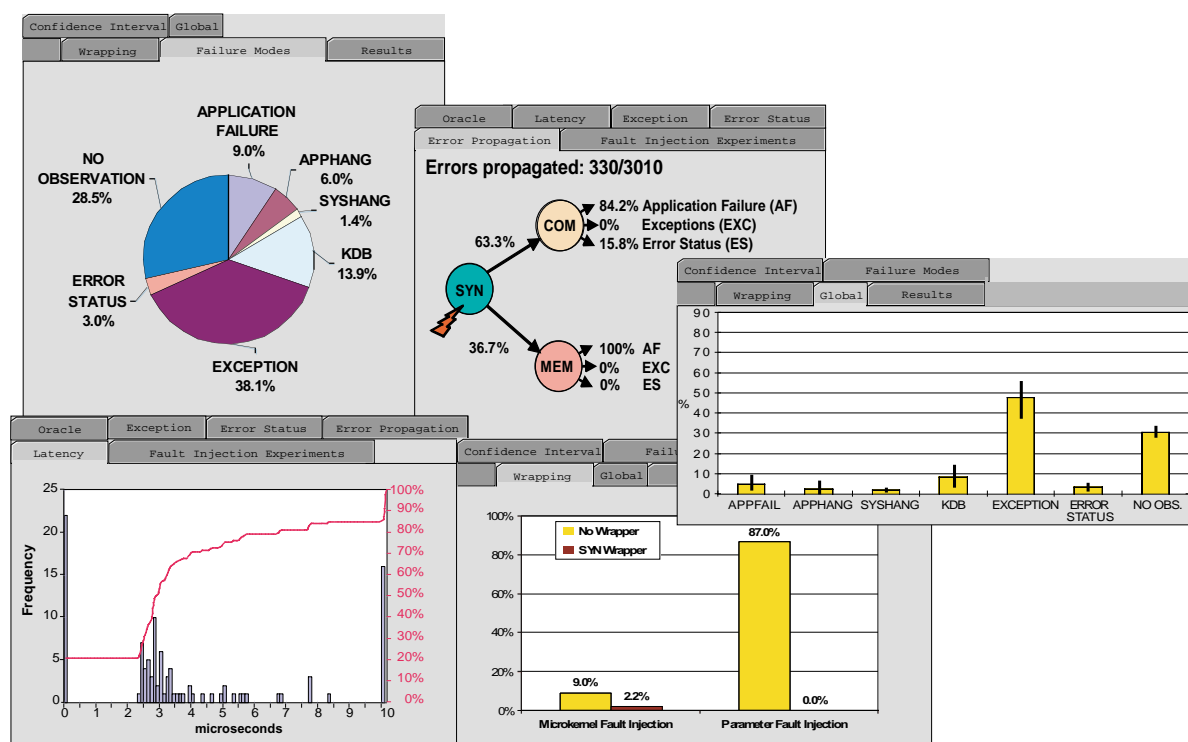 Confidence Interval
Global
Wrapping
Failure Modes
Results
APPLICATION
FAILURE
9.0%
APPHANG
6.0%
SYSHANG
1.4%
KDB
13.9%
EXCEPTION
38.1%
ERROR
STATUS
3.0%
NO
OBSERVATION
28.5%
Oracle
Latency
Exception
Error Status
Error Propagation
Fault Injection Experiments
Errors propagated: 330/3010
SYN
63.3%
COM
84.2% Application Failure (AF)
0% Exceptions (EXC)
15.8% Error Status (ES)
36.7%
MEM
100% AF
0% EXC
0% ES
Confidence Interval
Failure Modes
Wrapping
Global
Results
90
80
70
60
50
40
30
20
10
0
%
APPFAIL
APPHANG
SYSHANG
KDB
EXCEPTION
ERROR
STATUS
NO OBS.
Oracle
Exception
Error Status
Error Propagation
Latency
Fault Injection Experiments
25
20
15
10
5
0
Frequency
100%
90%
80%
70%
60%
50%
40%
30%
20%
10%
0%
0 1 2 3 4 5 6 7 8 9 10
microseconds
Confidence Interval
Failu
Wrapping
Global
100%
80%
60%
40%
20%
0%
No Wrapper
SYN Wrapper
9.0%
2.2%
87.0%
0.0%
Microkernel Fault Injection
Parameter Fault Injection